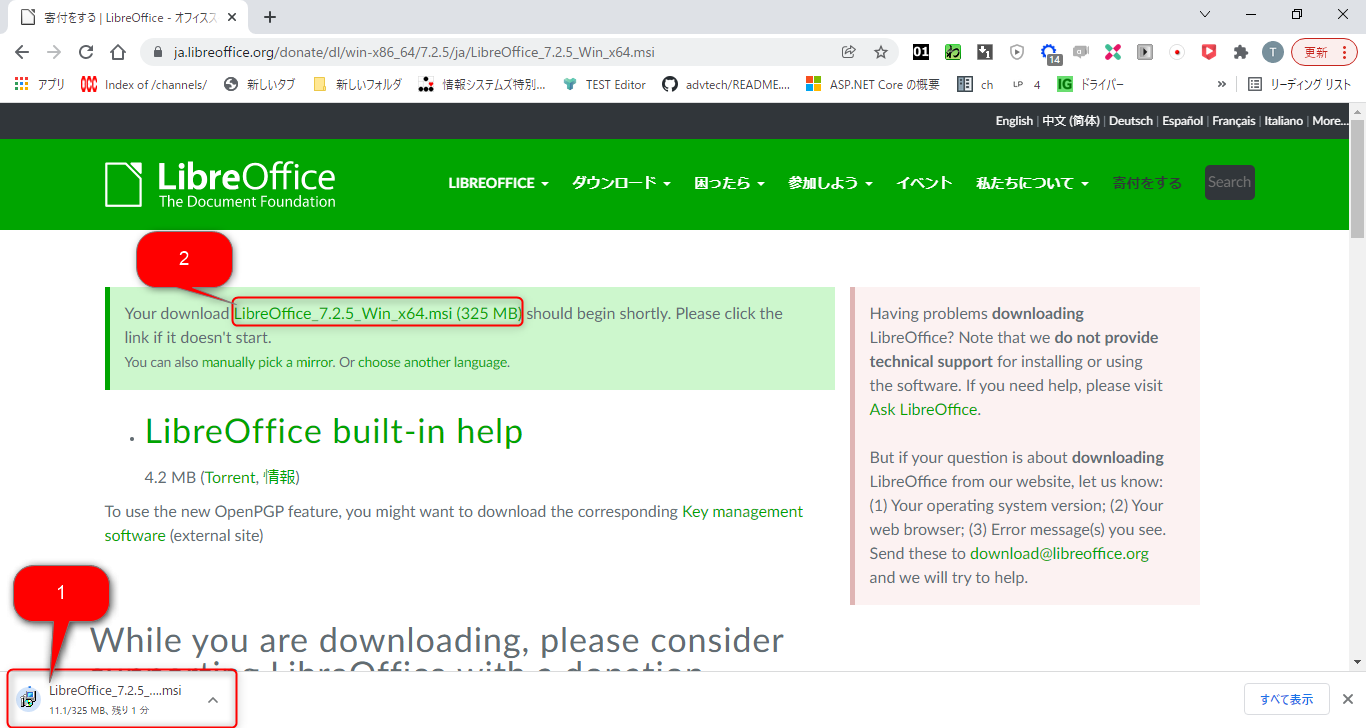 寄付をする | LibreOffice - オフィス
ja.libreoffice.org/donate/dl/win-x86_64/7.2.5/ja/LibreOffice_7.2.5_Win_x64.msi
01
わ
1
14
T
更新
アプリ
Index of /channels/
新しいタブ
新しいフォルダ
情報システムズ特別...
TEST Editor
advtech/README....
ASP.NET Core の概要
ch
LP
4
IG
ドライバー
»
リーディング リスト
English | 中文 (简体) | Deutsch | Español | Français | Italiano | More...
LibreOffice
The Document Foundation
LIBREOFFICE
ダウンロード
困ったら
参加しよう
イベント
私たちについて
寄付をする
Search
2
Your download LibreOffice_7.2.5_Win_x64.msi (325 MB) should begin shortly. Please click the
link if it doesn't start.
You can also manually pick a mirror. Or choose another language.
LibreOffice built-in help
4.2 MB (Torrent, 情報)
To use the new OpenPGP feature, you might want to download the corresponding Key management
software (external site)
Having problems downloading
LibreOffice? Note that we do not provide
technical support for installing or using
the software. If you need help, please visit
Ask LibreOffice.
But if your question is about downloading
LibreOffice from our website, let us know:
(1) Your operating system version; (2) Your
web browser; (3) Error message(s) you see.
Send these to download@libreoffice.org
and we will try to help.
1
While you are downloading, please consider
supporting LibreOffice with a donation
LibreOffice_7.2.5_....msi
11.1/325 MB、残り 1 分
すべて表示